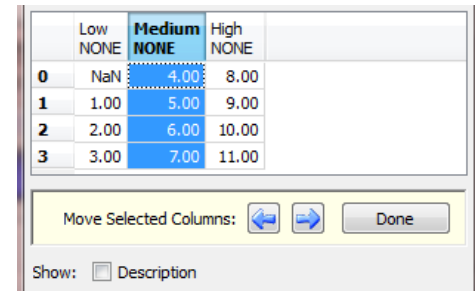 Low Medium High
NONE NONE NONE
0 NaN 4.00 8.00
1 1.00 5.00 9.00
2 2.00 6.00 10.00
3 3.00 7.00 11.00
Move Selected Columns: Done
Show: Description